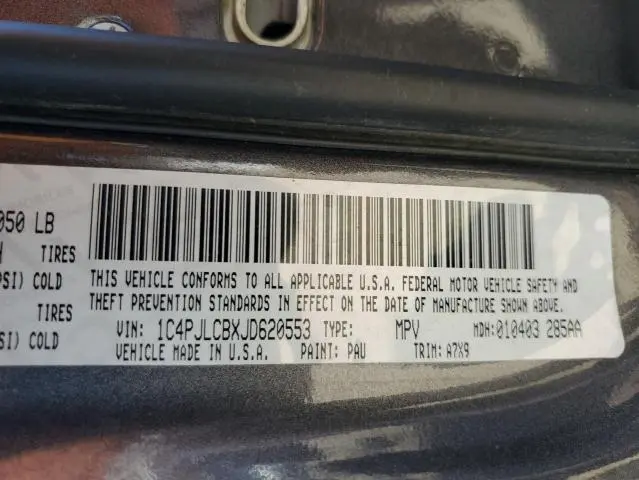 050 LB
TIRES
PSI) COLD
TIRES
SI) COLD
THIS VEHICLE CONFORMS TO ALL APPLICABLE U.S.A. FEDERAL MOTOR VEHICLE SAFETY AND
THEFT PREVENTION STANDARDS IN EFFECT ON THE DATE OF MANUFACTURE SHOWN ABOVE.
VIN: 1C4PJLCBXJD620553 TYPE: MPV MDH:010403 285AA
VEHICLE MADE IN U.S.A. PAINT: PAU TRIM: A7X9